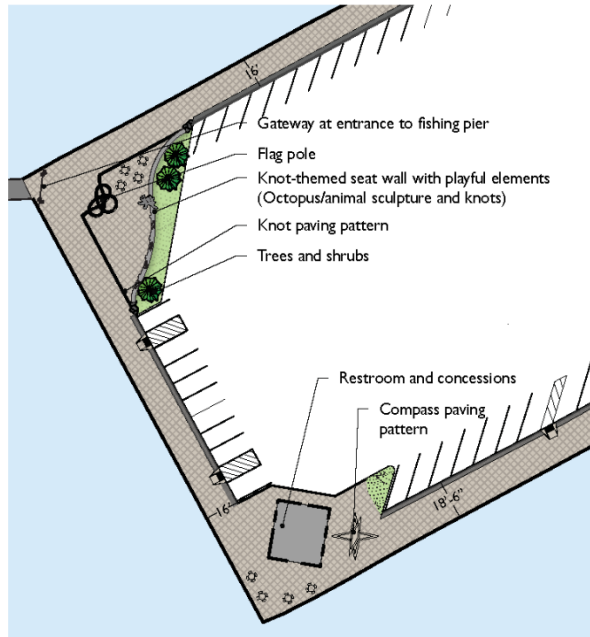 16'
Gateway at entrance to fishing pier
Flag pole
Knot-themed seat wall with playful elements
(Octopus/animal sculpture and knots)
Knot paving pattern
Trees and shrubs
Restroom and concessions
Compass paving
pattern
16'
18'-6"